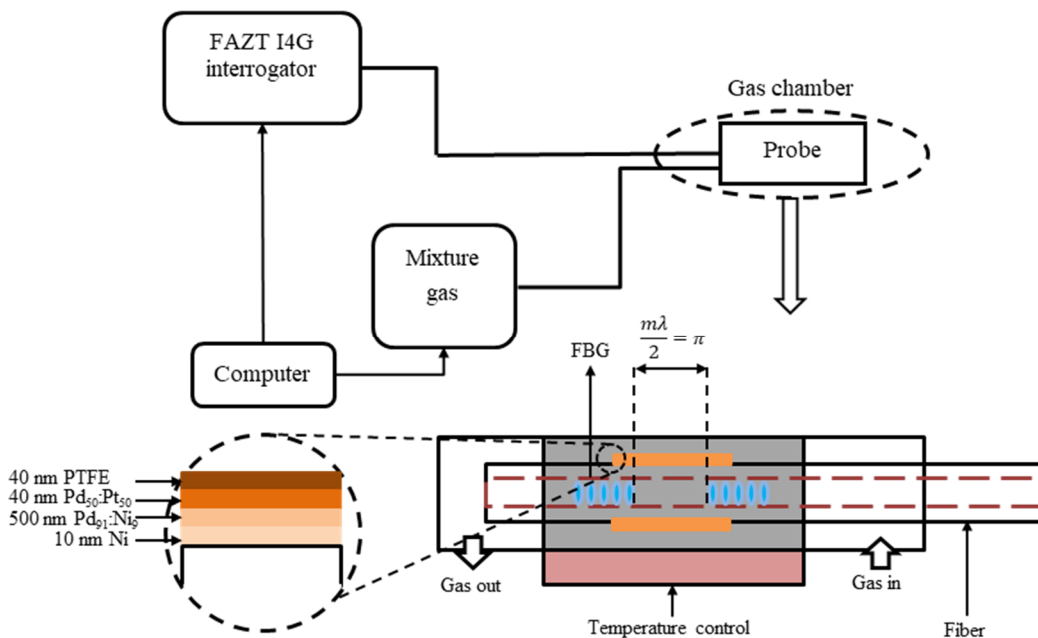 FAZT I4G
interrogator
Gas chamber
Probe
Mixture
gas
Computer
mλ/2 = π
FBG
40 nm PTFE
40 nm Pd₅₀:Pt₅₀
500 nm Pd₉₁:Ni₉
10 nm Ni
Gas out
Gas in
Temperature control
Fiber